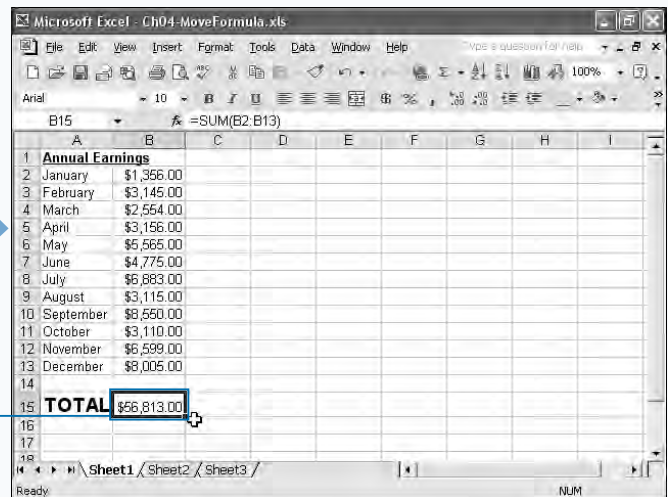 Microsoft Excel - Ch04-MoveFormula.xls
File Edit View Insert Format Tools Data Window Help Type a question for help
100%
Arial 10 B I U
B15 fx =SUM(B2:B13)
A B C D E F G H I
1 Annual Earnings
2 January $1,356.00
3 February $3,145.00
4 March $2,554.00
5 April $3,156.00
6 May $5,565.00
7 June $4,775.00
8 July $6,883.00
9 August $3,115.00
10 September $8,550.00
11 October $3,110.00
12 November $6,599.00
13 December $8,005.00
14
15 TOTAL $56,813.00
16
17
18
Sheet1 / Sheet2 / Sheet3 /
Ready NUM